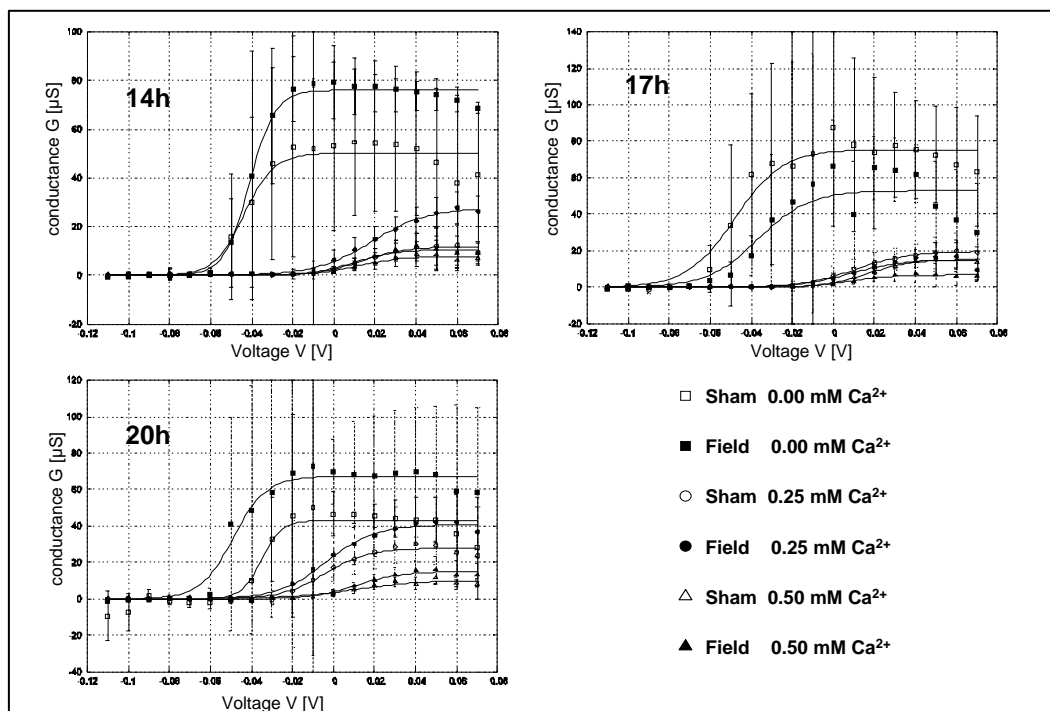 100
80
60
40
20
0
-20
14h
conductance G [µS]
-0.12 -0.10 -0.08 -0.06 -0.04 -0.02 0 0.02 0.04 0.06 0.08
Voltage V [V]
140
120
100
80
60
40
20
0
-20
17h
conductance G [µS]
-0.12 -0.10 -0.08 -0.06 -0.04 -0.02 0 0.02 0.04 0.06 0.08
Voltage V [V]
120
100
80
60
40
20
0
-20
-40
20h
conductance G [µS]
-0.12 -0.10 -0.08 -0.06 -0.04 -0.02 0 0.02 0.04 0.06 0.08
Voltage V [V]
Sham 0.00 mM Ca²⁺
Field 0.00 mM Ca²⁺
Sham 0.25 mM Ca²⁺
Field 0.25 mM Ca²⁺
Sham 0.50 mM Ca²⁺
Field 0.50 mM Ca²⁺